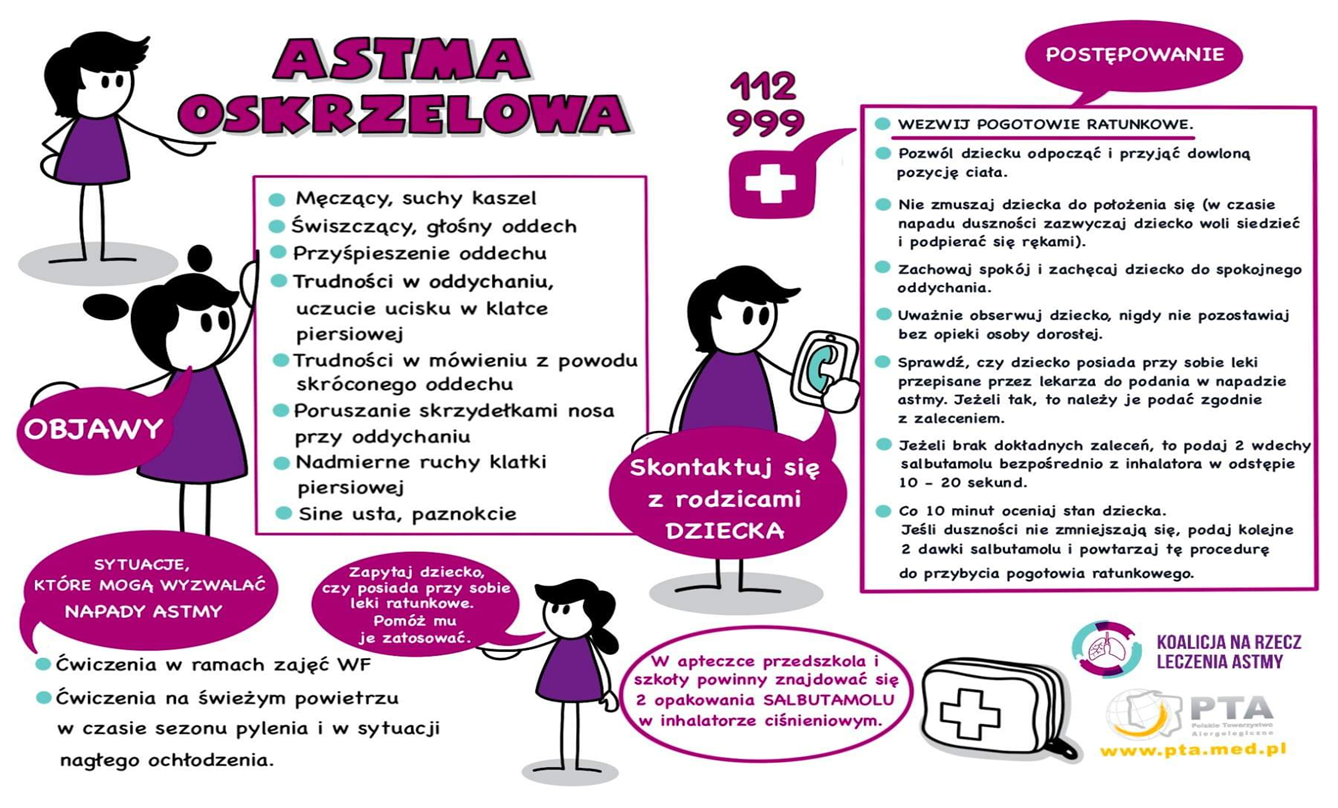 ASTMA
OSKRZELOWA
OBJAWY
Męczący, suchy kaszel
Świszczący, głośny oddech
Przyśpieszenie oddechu
Trudności w oddychaniu,
uczucie ucisku w klatce
piersiowej
Trudności w mówieniu z powodu
skróconego oddechu
Poruszanie skrzydełkami nosa
przy oddychaniu
Nadmierne ruchy klatki
piersiowej
Sine usta, paznokcie
SYTUACJE,
KTÓRE MOGĄ WYZWALAĆ
NAPADY ASTMY
Ćwiczenia w ramach zajęć WF
Ćwiczenia na świeżym powietrzu
w czasie sezonu pylenia i w sytuacji
nagłego ochłodzenia.
Zapytaj dziecko,
czy posiada przy sobie
leki ratunkowe.
Pomóż mu
je zatosować.
112
999
Skontaktuj się
z rodzicami
DZIECKA
W apteczce przedszkola i
szkoły powinny znajdować się
2 opakowania SALBUTAMOLU
w inhalatorze ciśnieniowym.
POSTĘPOWANIE
WEZWIJ POGOTOWIE RATUNKOWE.
Pozwól dziecku odpocząć i przyjąć dowloną
pozycję ciała.
Nie zmuszaj dziecka do położenia się (w czasie
napadu duszności zazwyczaj dziecko woli siedzieć
i podpierać się rękami).
Zachowaj spokój i zachęcaj dziecko do spokojnego
oddychania.
Uważnie obserwuj dziecko, nigdy nie pozostawiaj
bez opieki osoby dorosłej.
Sprawdź, czy dziecko posiada przy sobie leki
przepisane przez lekarza do podania w napadzie
astmy. Jeżeli tak, to należy je podać zgodnie
z zaleceniem.
Jeżeli brak dokładnych zaleceń, to podaj 2 wdechy
salbutamolu bezpośrednio z inhalatora w odstępie
10 - 20 sekund.
Co 10 minut oceniaj stan dziecka.
Jeśli duszności nie zmniejszają się, podaj kolejne
2 dawki salbutamolu i powtarzaj tę procedurę
do przybycia pogotowia ratunkowego.
KOALICJA NA RZECZ
LECZENIA ASTMY
PTA
Polskie Towarzystwo
Alergologiczne
www.pta.med.pl